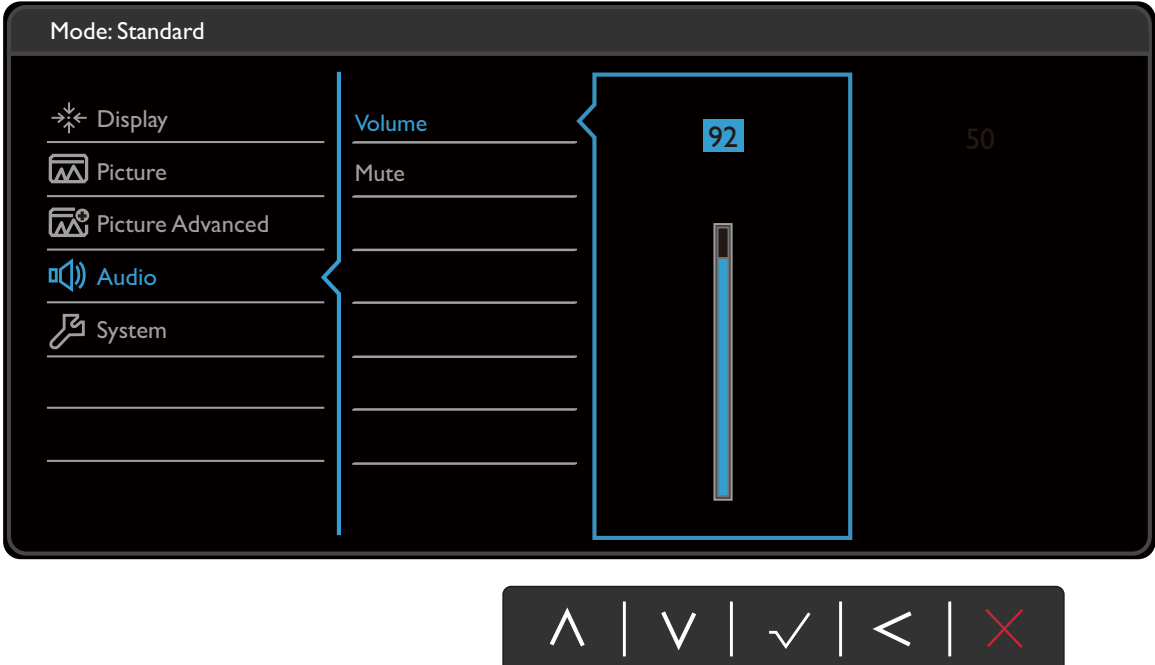 Mode: Standard
Display
Picture
Picture Advanced
Audio
System
Volume
Mute
92
50